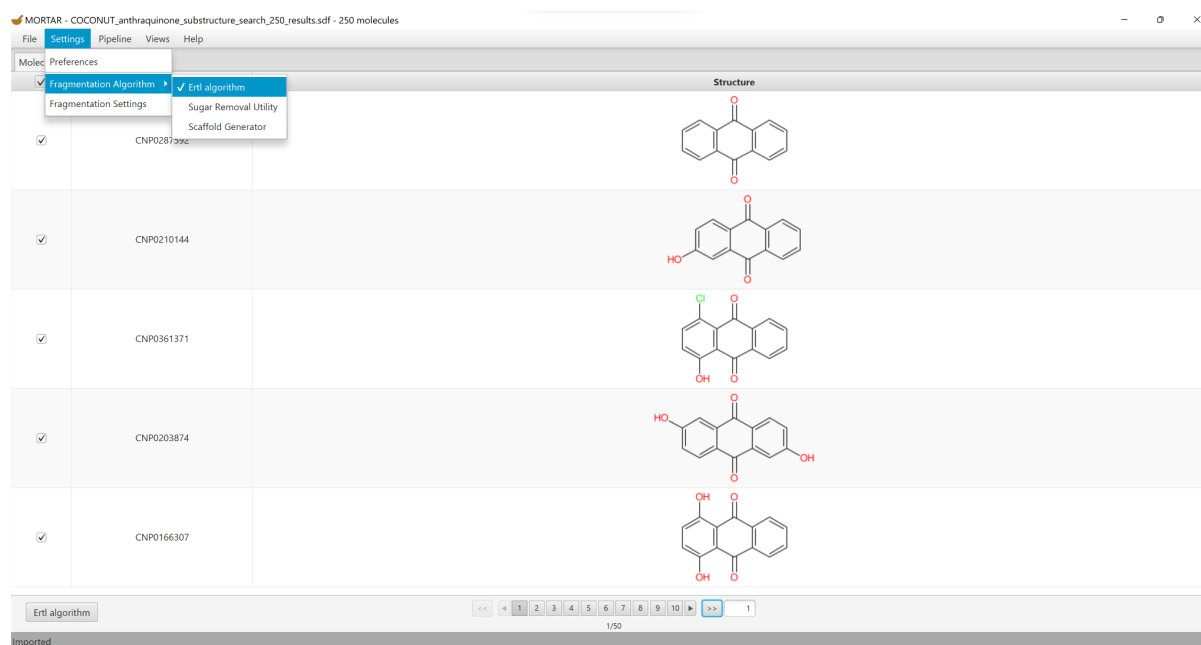 MORTAR - COCONUT_anthraquinone_substructure_search_250_results.sdf - 250 molecules
File Settings Pipeline Views Help
Molec
Preferences
Fragmentation Algorithm
Fragmentation Settings
Ertl algorithm
Sugar Removal Utility
Scaffold Generator
Structure
CNP0287592
O
O
CNP0210144
O
HO
O
CNP0361371
Cl O
OH O
CNP0203874
O
HO
OH
O
CNP0166307
OH O
OH O
Ertl algorithm
<< 1 2 3 4 5 6 7 8 9 10 >> 1
1/50
Imported